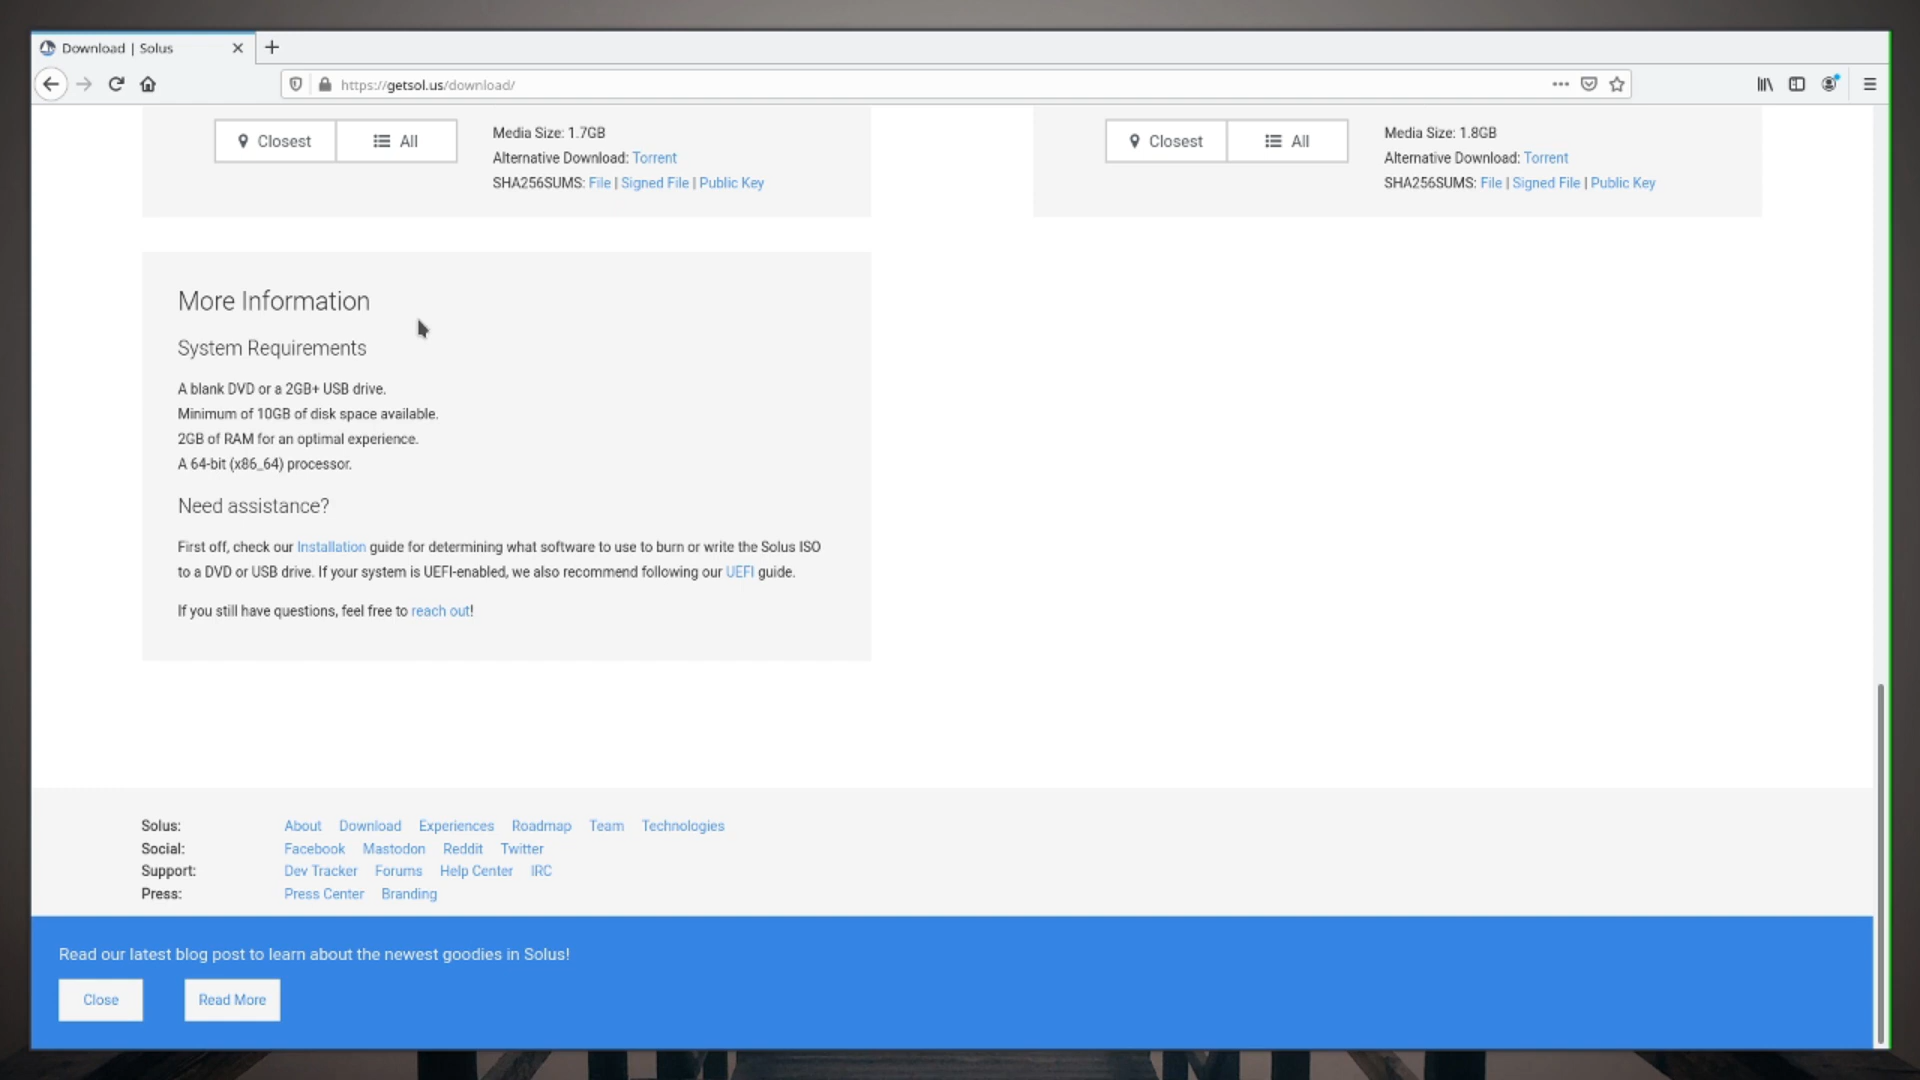 Download | Solus
https://getsol.us/download/
Closest
All
Media Size: 1.7GB
Alternative Download: Torrent
SHA256SUMS: File | Signed File | Public Key
Closest
All
Media Size: 1.8GB
Alternative Download: Torrent
SHA256SUMS: File | Signed File | Public Key
More Information
System Requirements
A blank DVD or a 2GB+ USB drive.
Minimum of 10GB of disk space available.
2GB of RAM for an optimal experience.
A 64-bit (x86_64) processor.
Need assistance?
First off, check our Installation guide for determining what software to use to burn or write the Solus ISO
to a DVD or USB drive. If your system is UEFI-enabled, we also recommend following our UEFI guide.
If you still have questions, feel free to reach out!
Solus: About Download Experiences Roadmap Team Technologies
Social: Facebook Mastodon Reddit Twitter
Support: Dev Tracker Forums Help Center IRC
Press: Press Center Branding
Read our latest blog post to learn about the newest goodies in Solus!
Close
Read More